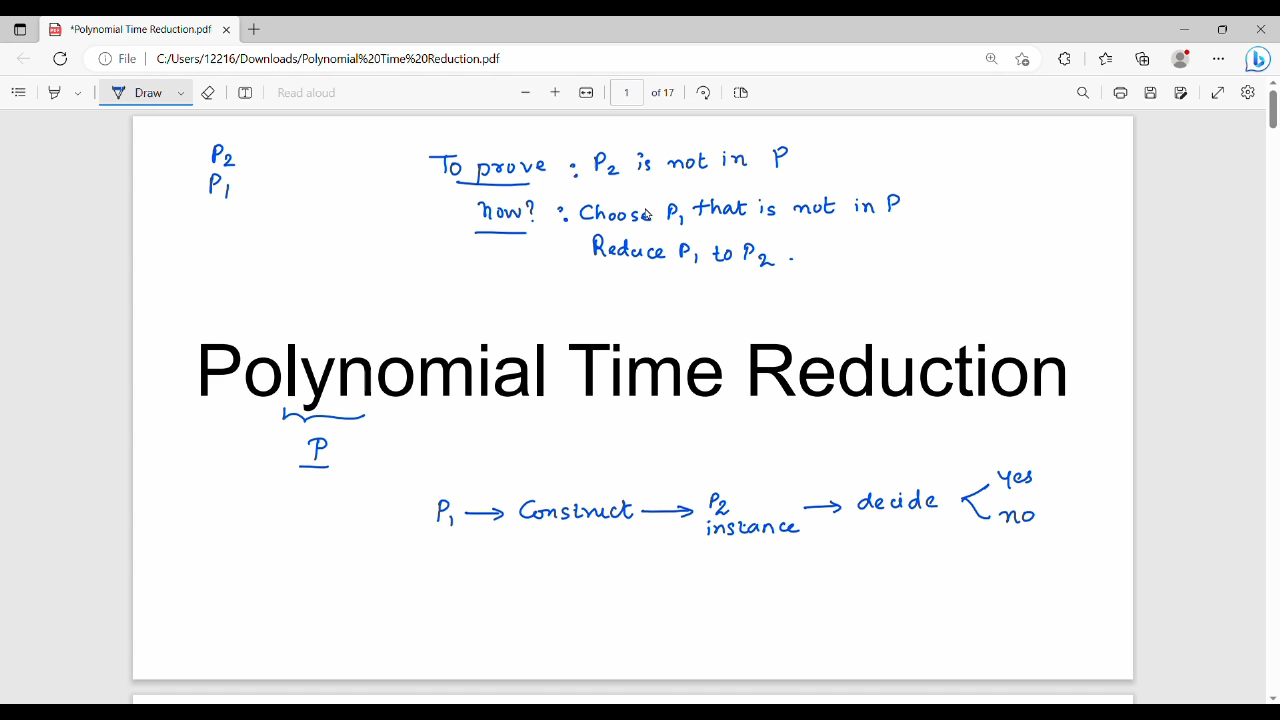 *Polynomial Time Reduction.pdf
File C:/Users/12216/Downloads/Polynomial%20Time%20Reduction.pdf
Draw Read aloud 1 of 17
P2
P1
To prove : P2 is not in P
How? : Choose P1 that is not in P
Reduce P1 to P2 .
Polynomial Time Reduction
P
P1 → Construct → P2 instance → decide < yes
no